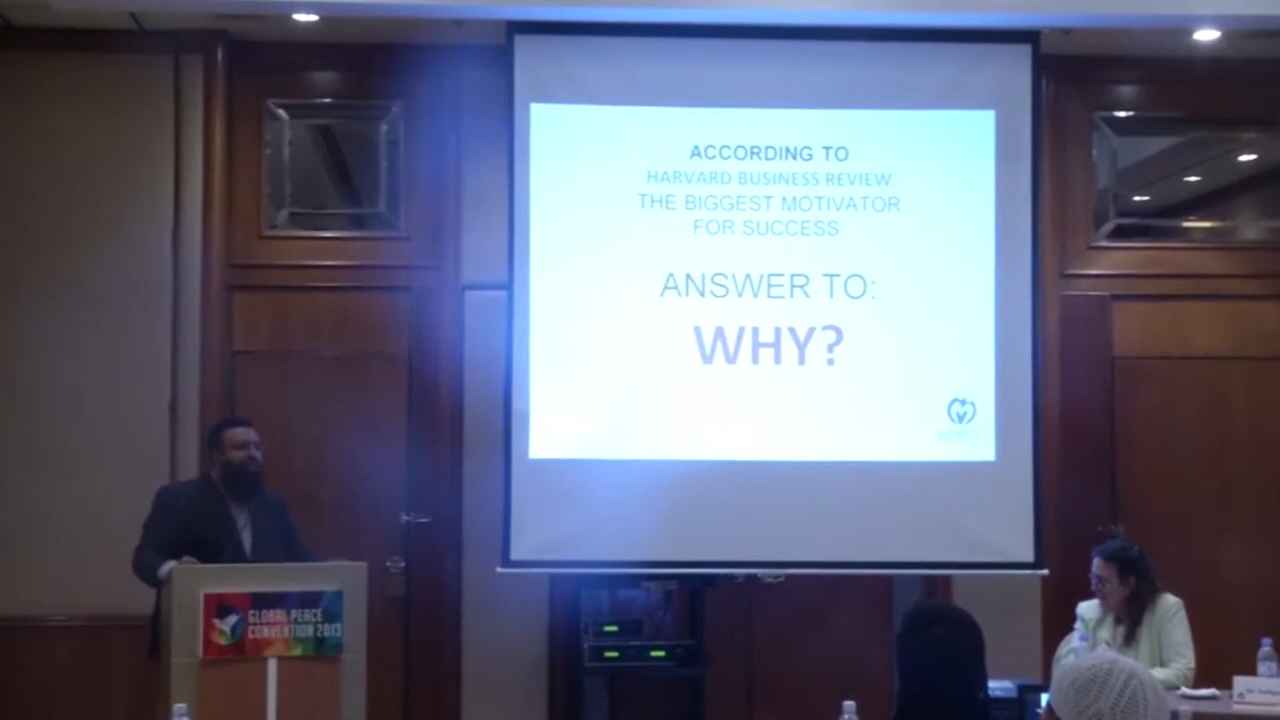 ACCORDING TO
HARVARD BUSINESS REVIEW
THE BIGGEST MOTIVATOR
FOR SUCCESS
ANSWER TO:
WHY?
GLOBAL PEACE
CONVENTION 2013